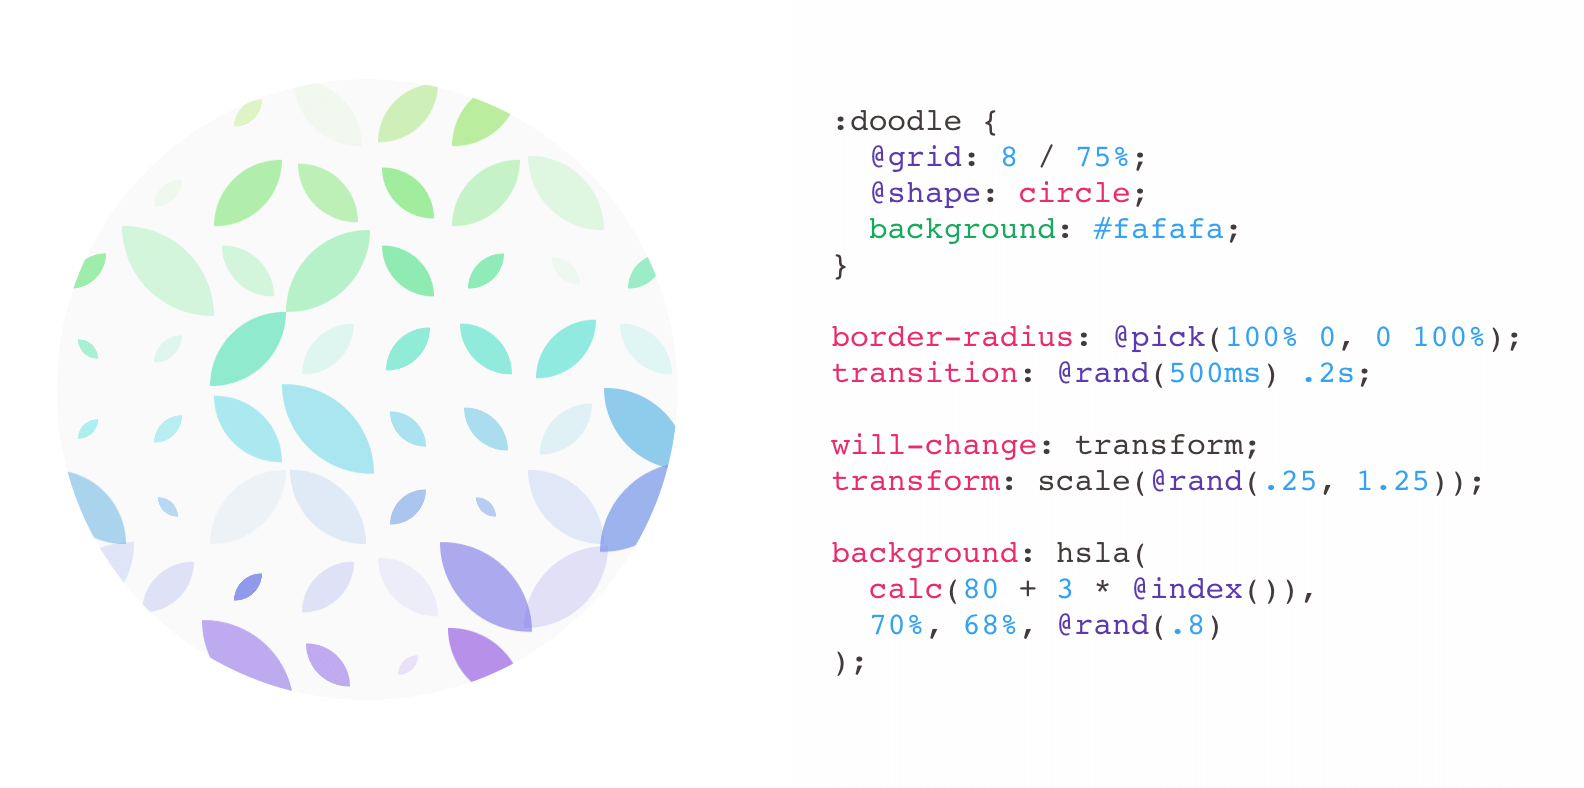 :doodle {
  @grid: 8 / 75%;
  @shape: circle;
  background: #fafafa;
}

border-radius: @pick(100% 0, 0 100%);
transition: @rand(500ms) .2s;

will-change: transform;
transform: scale(@rand(.25, 1.25));

background: hsla(
  calc(80 + 3 * @index()),
  70%, 68%, @rand(.8)
);